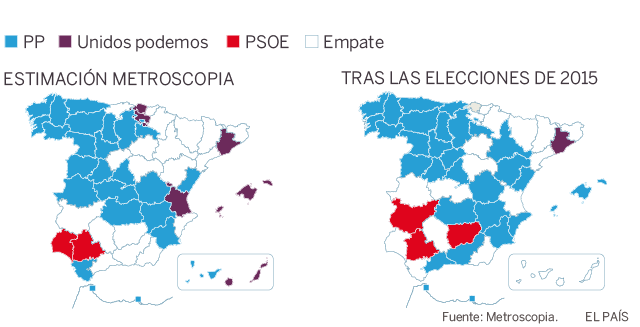 PP Unidos podemos PSOE Empate
ESTIMACIÓN METROSCOPIA
TRAS LAS ELECCIONES DE 2015
Fuente: Metroscopia. EL PAÍS